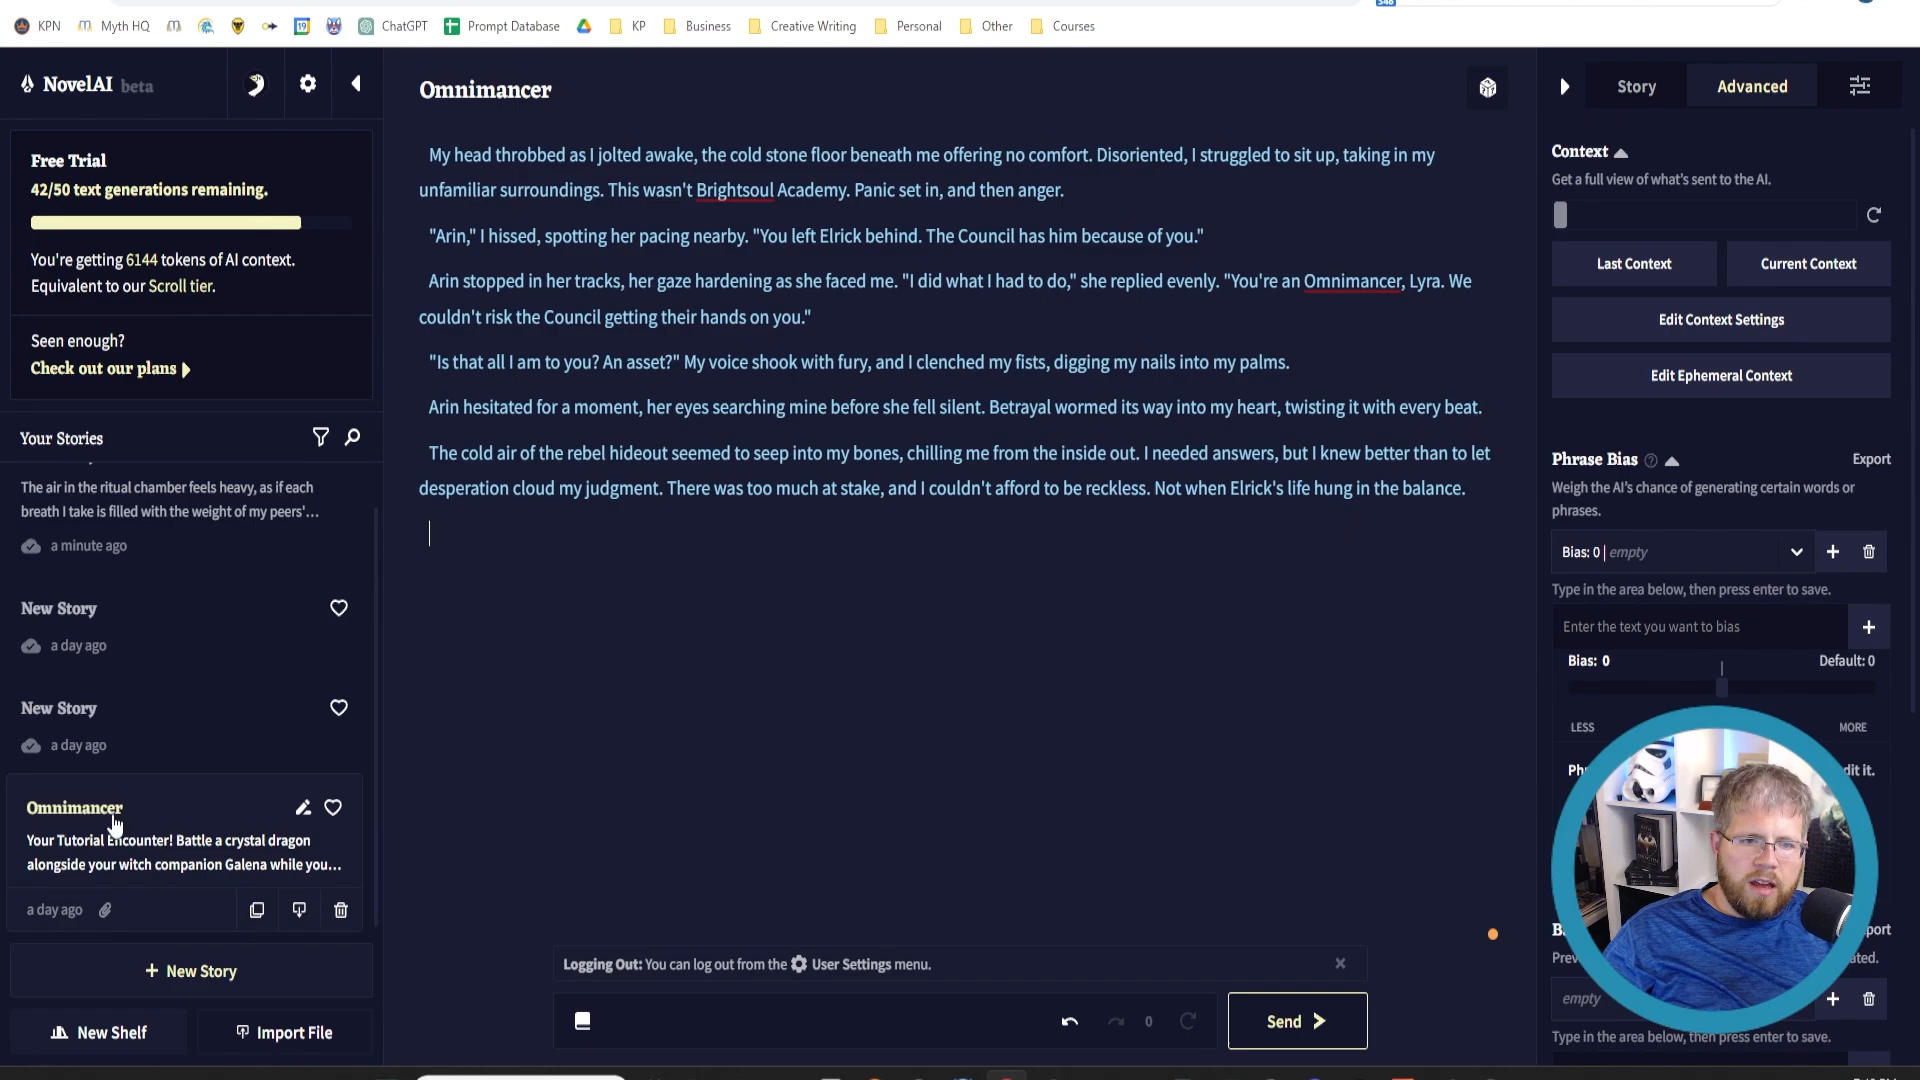 KPN
Myth HQ
ChatGPT
Prompt Database
KP
Business
Creative Writing
Personal
Other
Courses
NovelAI beta
Free Trial
42/50 text generations remaining.
You're getting 6144 tokens of AI context.
Equivalent to our Scroll tier.
Seen enough?
Check out our plans
Your Stories
The air in the ritual chamber feels heavy, as if each
breath I take is filled with the weight of my peers'...
a minute ago
New Story
a day ago
New Story
a day ago
Omnimancer
Your Tutorial Encounter! Battle a crystal dragon
alongside your witch companion Galena while you...
a day ago
+ New Story
New Shelf
Import File
Omnimancer
My head throbbed as I jolted awake, the cold stone floor beneath me offering no comfort. Disoriented, I struggled to sit up, taking in my
unfamiliar surroundings. This wasn't Brightsoul Academy. Panic set in, and then anger.
"Arin," I hissed, spotting her pacing nearby. "You left Elrick behind. The Council has him because of you."
Arin stopped in her tracks, her gaze hardening as she faced me. "I did what I had to do," she replied evenly. "You're an Omnimancer, Lyra. We
couldn't risk the Council getting their hands on you."
"Is that all I am to you? An asset?" My voice shook with fury, and I clenched my fists, digging my nails into my palms.
Arin hesitated for a moment, her eyes searching mine before she fell silent. Betrayal wormed its way into my heart, twisting it with every beat.
The cold air of the rebel hideout seemed to seep into my bones, chilling me from the inside out. I needed answers, but I knew better than to let
desperation cloud my judgment. There was too much at stake, and I couldn't afford to be reckless. Not when Elrick's life hung in the balance.
Logging Out: You can log out from the User Settings menu.
0
Send
Story
Advanced
Context
Get a full view of what's sent to the AI.
Last Context
Current Context
Edit Context Settings
Edit Ephemeral Context
Phrase Bias
Export
Weigh the AI's chance of generating certain words or
phrases.
Bias: 0 | empty
Type in the area below, then press enter to save.
Enter the text you want to bias
Bias: 0
Default: 0
LESS
MORE
dit it.
port
ated.
empty
Type in the area below, then press enter to save.